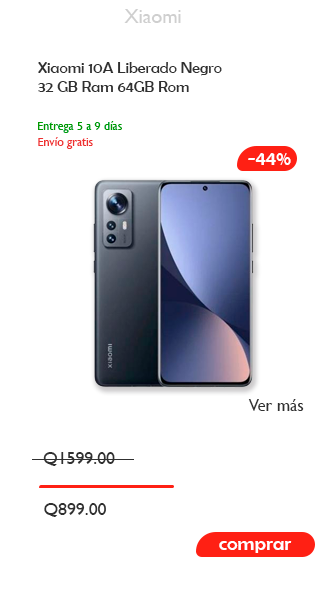 Xiaomi
Xiaomi 10A Liberado Negro
32 GB Ram 64GB Rom
Entrega 5 a 9 días
Envío gratis
-44%
xiaomi
Ver más
Q1599.00
Q899.00
comprar